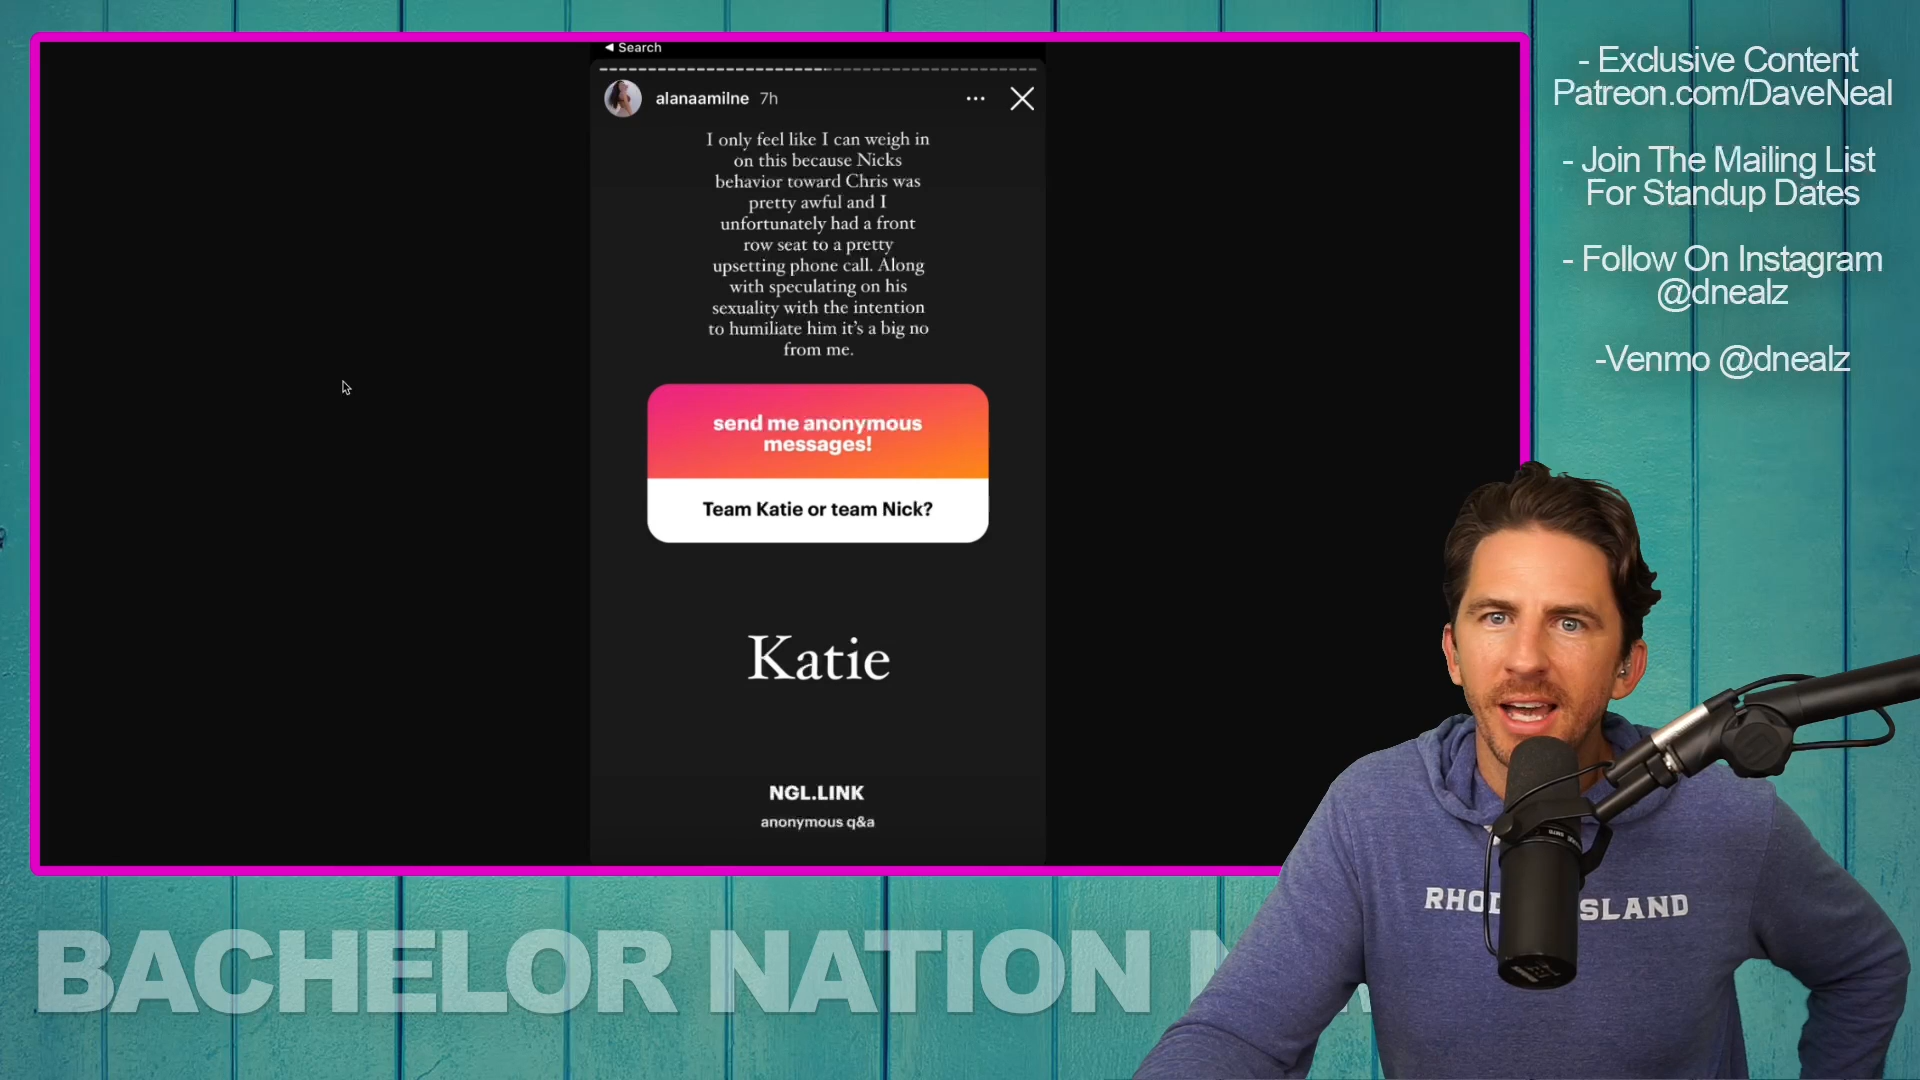 ◀ Search
alanaamilne 7h
I only feel like I can weigh in
on this because Nicks
behavior toward Chris was
pretty awful and I
unfortunately had a front
row seat to a pretty
upsetting phone call. Along
with speculating on his
sexuality with the intention
to humiliate him it's a big no
from me.
send me anonymous
messages!
Team Katie or team Nick?
Katie
NGL.LINK
anonymous q&a
- Exclusive Content
Patreon.com/DaveNeal
- Join The Mailing List
For Standup Dates
- Follow On Instagram
@dnealz
-Venmo @dnealz
BACHELOR NATION